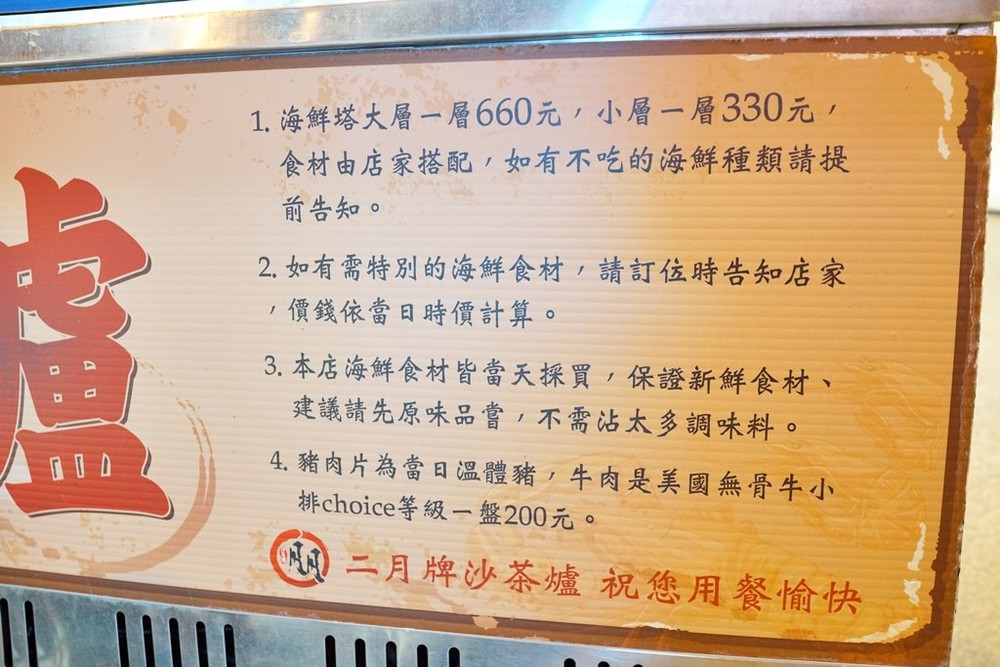 爐
1. 海鮮塔大層一層660元，小層一層330元，
食材由店家搭配，如有不吃的海鮮種類請提
前告知。
2. 如有需特別的海鮮食材，請訂位時告知店家
，價錢依當日時價計算。
3. 本店海鮮食材皆當天採買，保證新鮮食材、
建議請先原味品嘗，不需沾太多調味料。
4. 豬肉片為當日溫體豬，牛肉是美國無骨牛小
排choice等級一盤200元。
二月牌沙茶爐 祝您用餐愉快